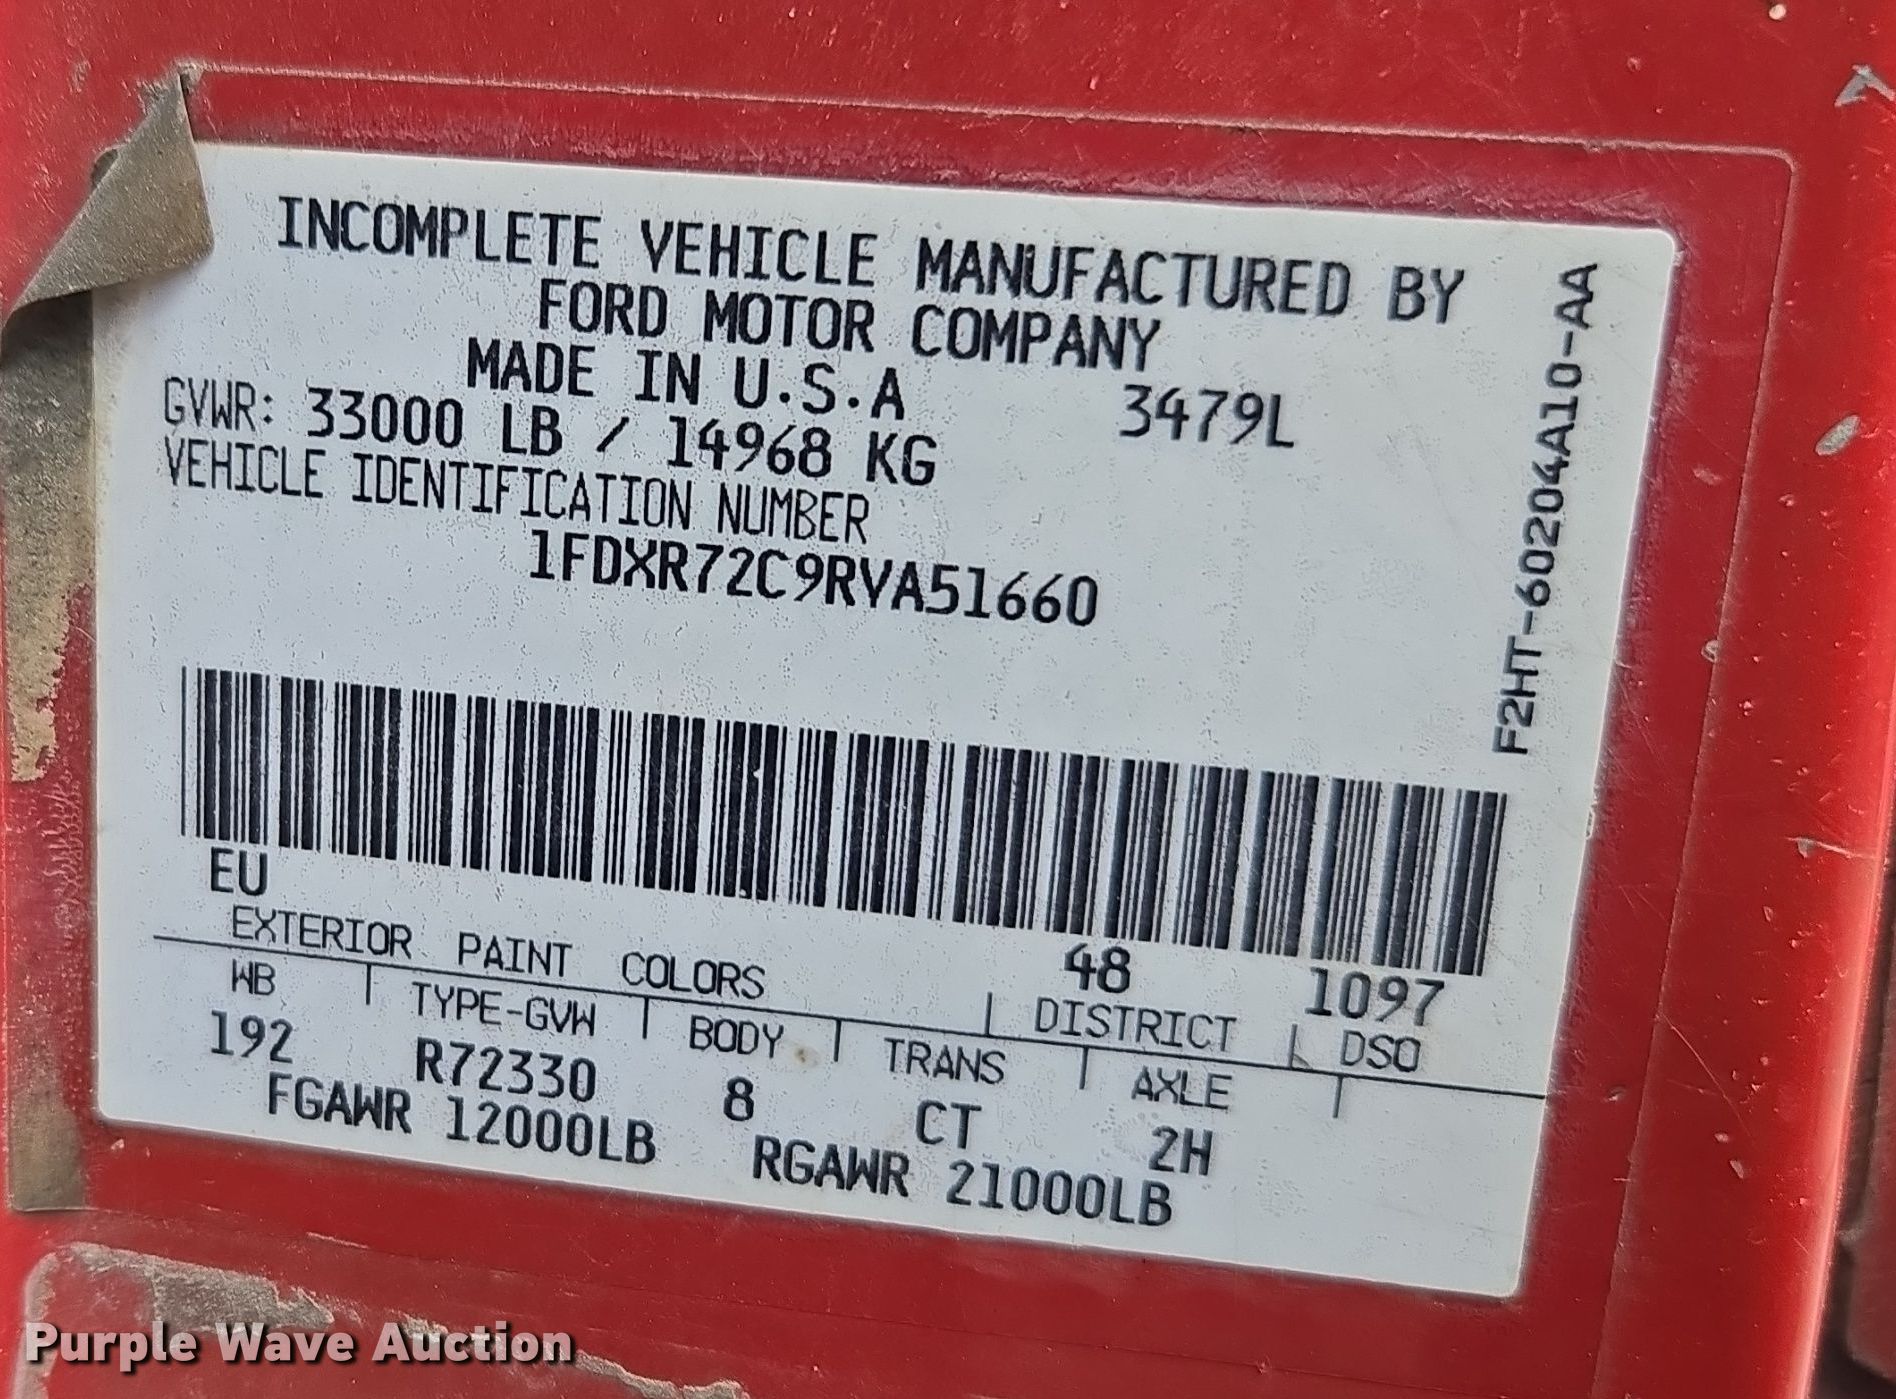 INCOMPLETE VEHICLE MANUFACTURED BY
FORD MOTOR COMPANY
MADE IN U.S.A
3479L
GVWR: 33000 LB / 14968 KG
VEHICLE IDENTIFICATION NUMBER
1FDXR72C9RVA51660
F2HT-60204A10-AA
EU 48 1097
EXTERIOR PAINT COLORS DISTRICT DSO
WB TYPE-GVW BODY TRANS AXLE
192 R72330 8 CT 2H
FGAWR 12000LB RGAWR 21000LB
Purple Wave Auction